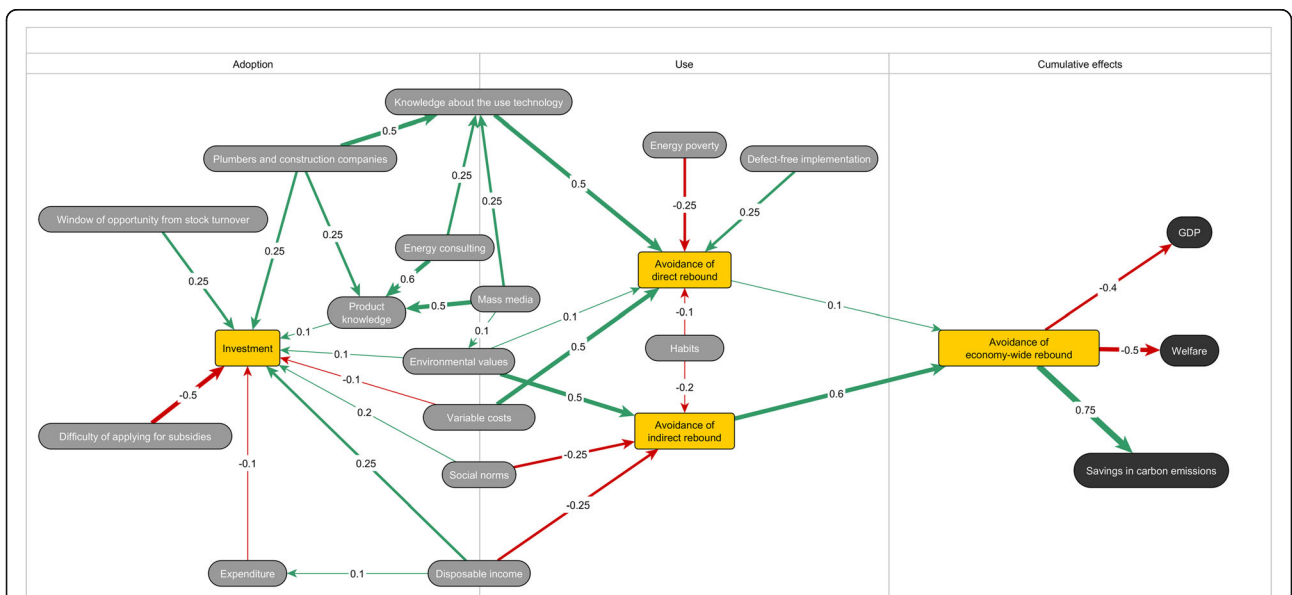 Adoption
Use
Cumulative effects
Knowledge about the use technology
0.5
Plumbers and construction companies
Energy poverty
Defect-free implementation
0.25
0.25
0.5
-0.25
0.25
Window of opportunity from stock turnover
0.25
0.25
Energy consulting
GDP
0.25
0.6
Avoidance of
direct rebound
-0.4
Product
knowledge
0.5
Mass media
0.1
0.1
0.1
0.1
-0.1
Investment
0.1
Environmental values
0.5
Habits
Avoidance of
economy-wide rebound
-0.5
Welfare
-0.1
-0.2
0.6
-0.5
0.2
0.5
0.75
Difficulty of applying for subsidies
Variable costs
Avoidance of
indirect rebound
-0.25
-0.1
0.25
Social norms
-0.25
Savings in carbon emissions
Expenditure
0.1
Disposable income